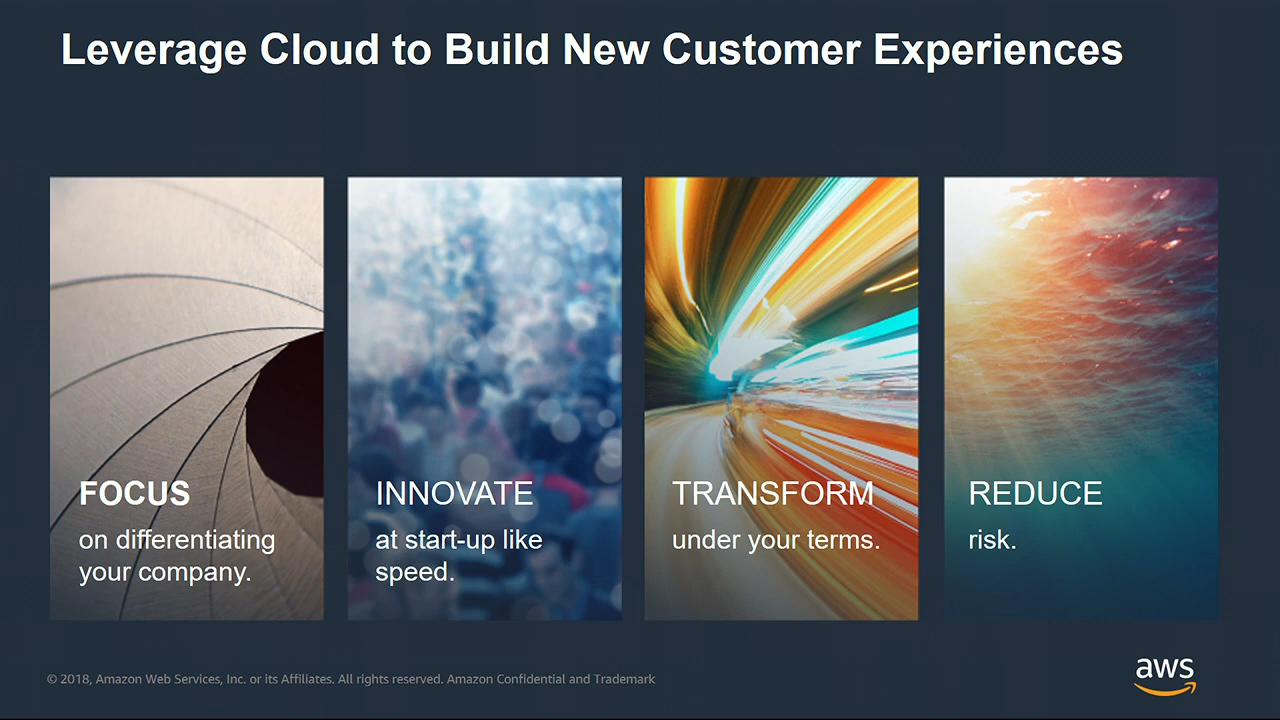 Leverage Cloud to Build New Customer Experiences
FOCUS
on differentiating
your company.
INNOVATE
at start-up like
speed.
TRANSFORM
under your terms.
REDUCE
risk.
© 2018, Amazon Web Services, Inc. or its Affiliates. All rights reserved. Amazon Confidential and Trademark
aws